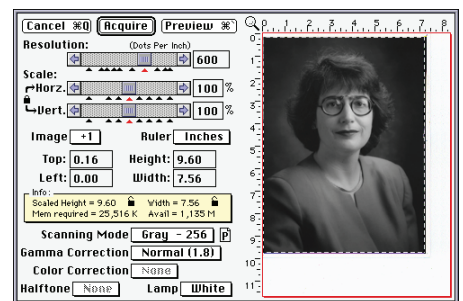 Cancel ⌘Q Acquire Preview ⌘`
Resolution: (Dots Per Inch)
600
Scale:
Horz. 100 %
Vert. 100 %
Image +1 Ruler Inches
Top: 0.16 Height: 9.60
Left: 0.00 Width: 7.56
Info:
Scaled Height = 9.60 Width = 7.56
Mem required = 25,516 K Avail = 1,135 M
Scanning Mode Gray - 256 P
Gamma Correction Normal (1.8)
Color Correction None
Halftone None Lamp White
0 1 2 3 4 5 6 7 8
0
1
2
3
4
5
6
7
8
9
10
11